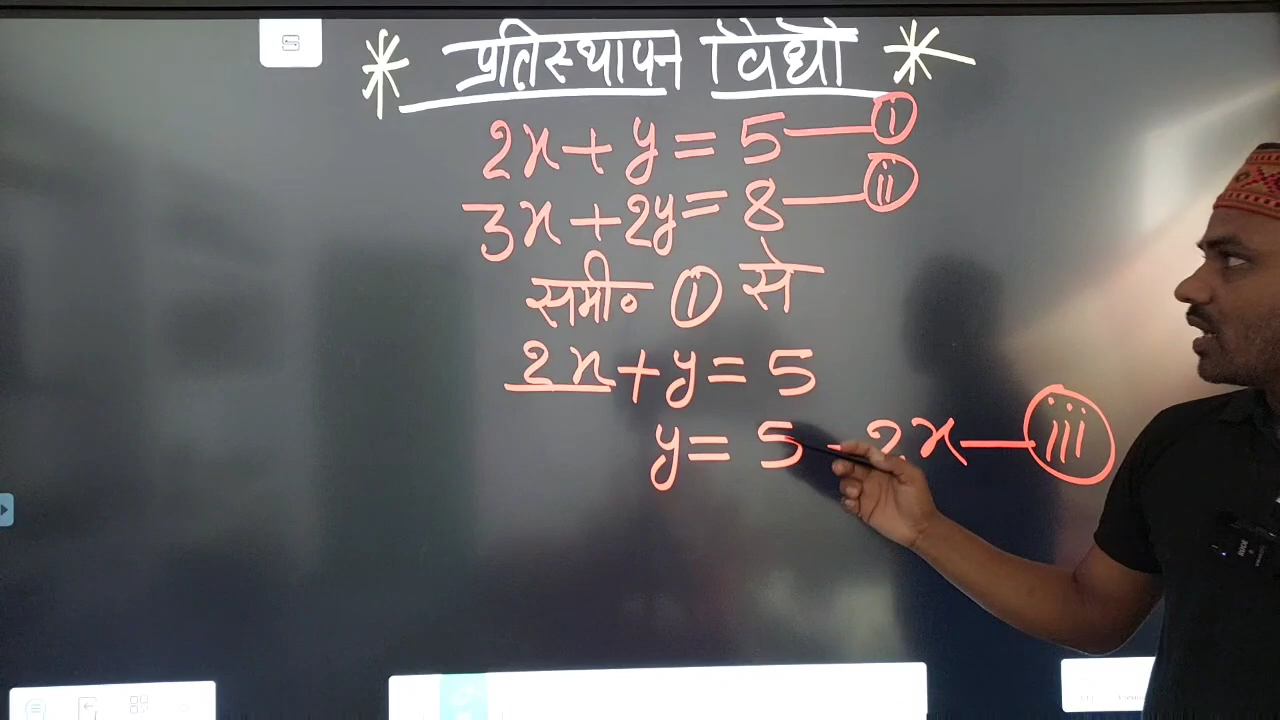 * प्रतिस्थापन विधी *
2x + y = 5 — (i)
3x + 2y = 8 — (ii)
समी० (i) से
2x + y = 5
y = 5 - 2x — (iii)